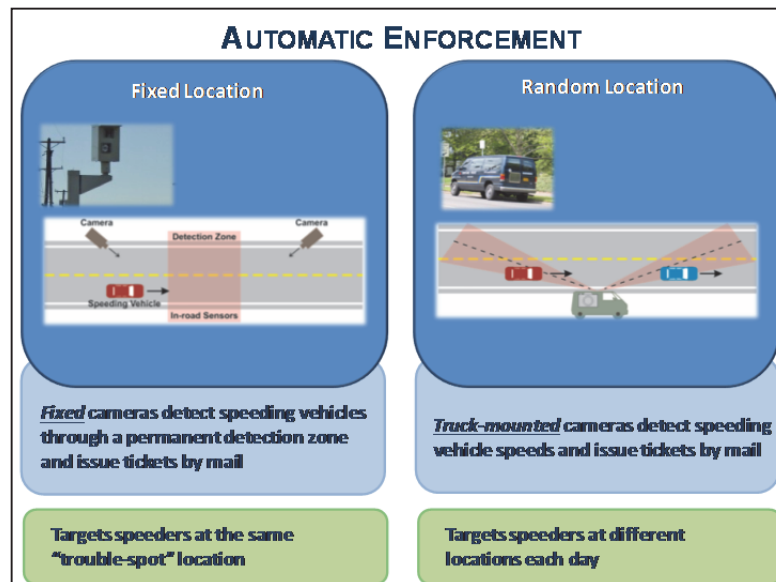 AUTOMATIC ENFORCEMENT
Fixed Location
Camera
Camera
Detection Zone
Speeding Vehicle
In-road Sensors
Fixed cameras detect speeding vehicles
through a permanent detection zone
and issue tickets by mail
Targets speeders at the same
"trouble-spot" location
Random Location
Truck-mounted cameras detect speeding
vehicle speeds and issue tickets by mail
Targets speeders at different
locations each day